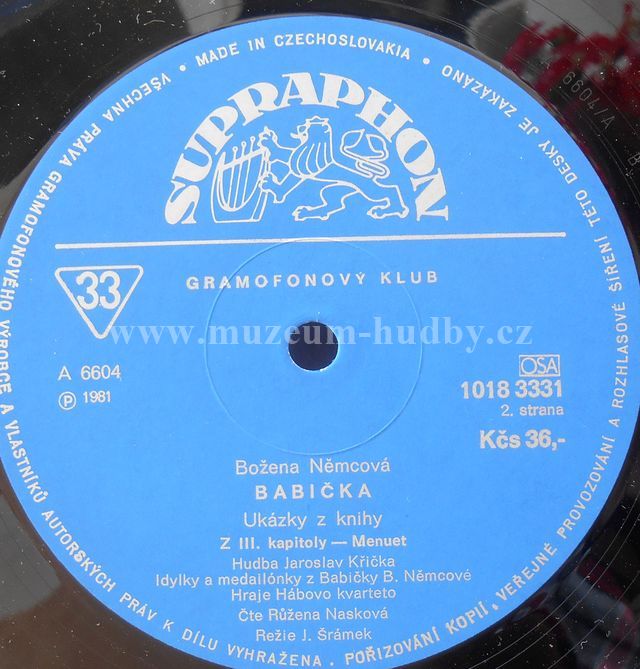 VŠECHNA PRÁVA GRAMOFONOVÉHO VÝROBCE A VLASTNÍKŮ AUTORSKÝCH PRÁV K DÍLU VYHRAŽENA. POŘIZOVÁNÍ KOPIÍ, VEŘEJNÉ PROVOZOVÁNÍ A ROZHLASOVÉ ŠÍŘENÍ TÉTO DESKY JE ZAKÁZÁNO • MADE IN CZECHOSLOVAKIA •
SUPRAPHON
33
GRAMOFONOVÝ KLUB
www.muzeum-hudby.cz
A 6604
Ⓟ 1981
OSA
1018 3331
2. strana
Kčs 36,-
Božena Němcová
BABIČKA
Ukázky z knihy
Z III. kapitoly — Menuet
Hudba Jaroslav Křička
Idylky a medailónky z Babičky B. Němcové
Hraje Hábovo kvarteto
Čte Růžena Nasková
Režie J. Šrámek
6604/A